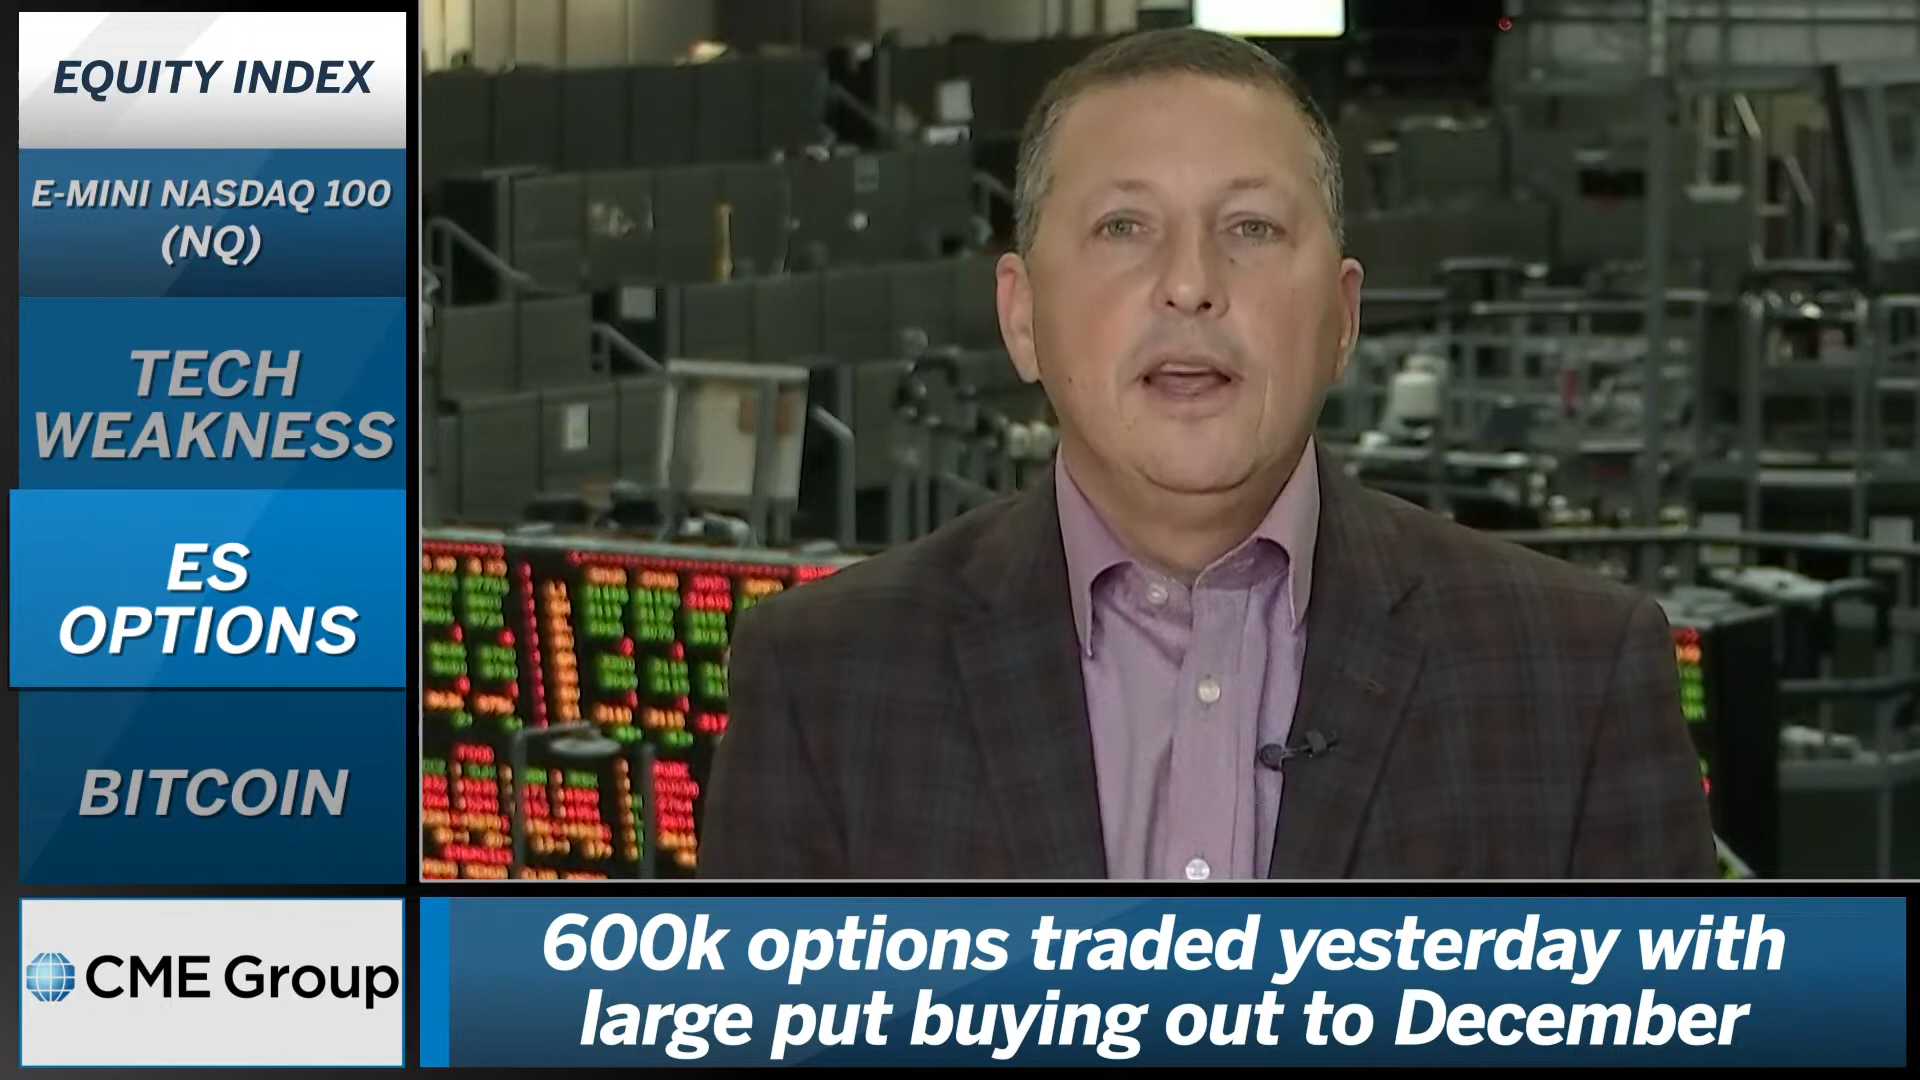 EQUITY INDEX
E-MINI NASDAQ 100
(NQ)
TECH
WEAKNESS
ES
OPTIONS
BITCOIN
CME Group
600k options traded yesterday with
large put buying out to December